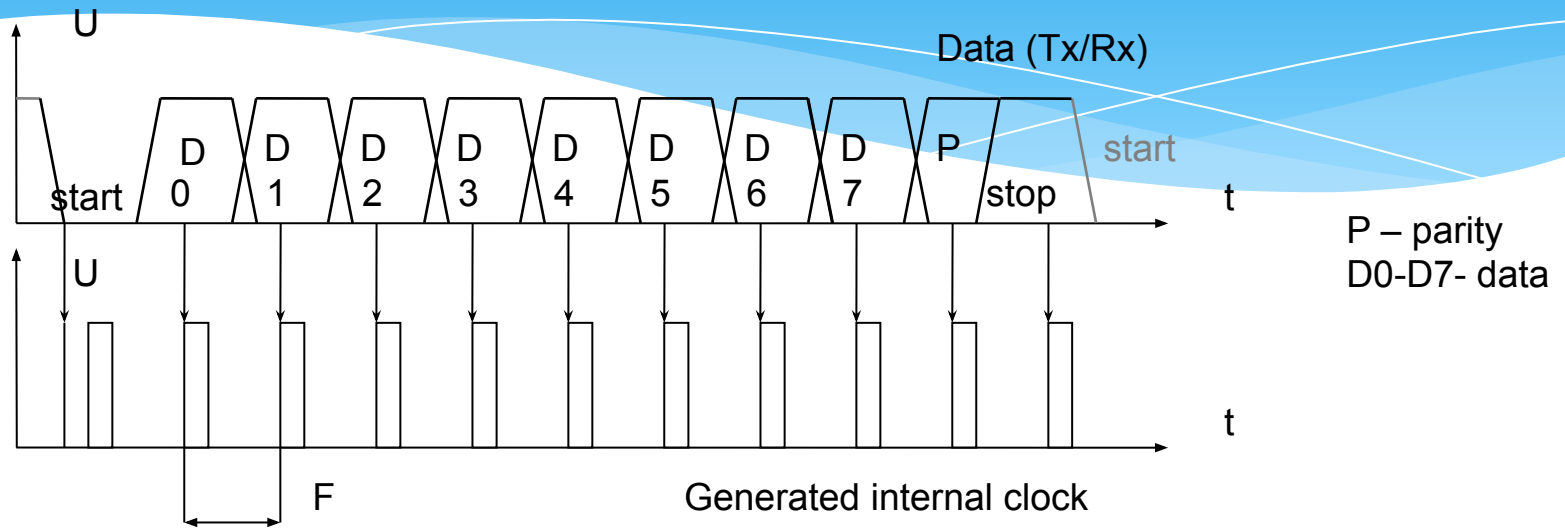 U
Data (Tx/Rx)
D D D D D D D D P start
start 0 1 2 3 4 5 6 7 stop t
P – parity
U
D0-D7- data
t
F Generated internal clock